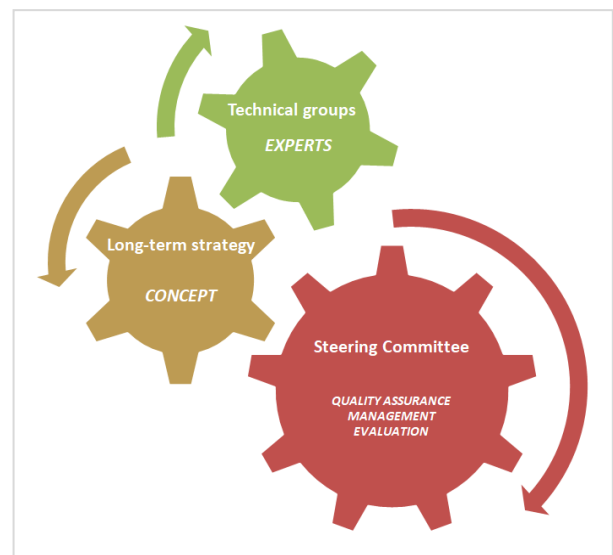 Technical groups
EXPERTS
Long-term strategy
CONCEPT
Steering Committee
QUALITY ASSURANCE
MANAGEMENT
EVALUATION